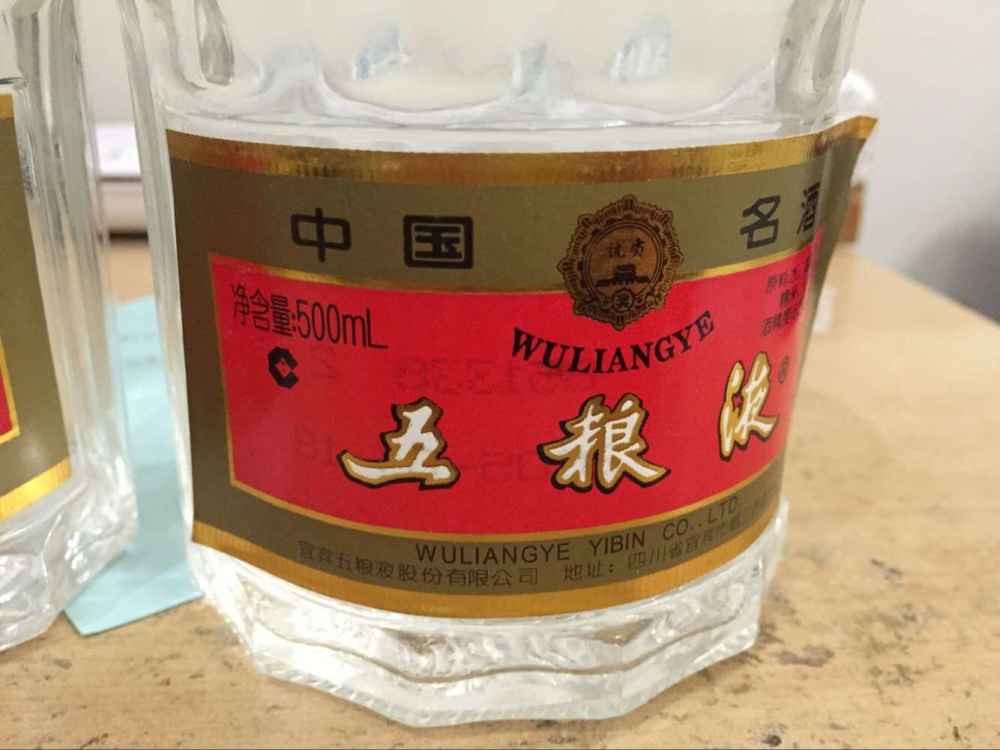 中国 名酒
净含量:500mL
WULIANGYE
五粮液
WULIANGYE YIBIN CO.,LTD
宜宾五粮液股份有限公司 地址:四川省宜宾市